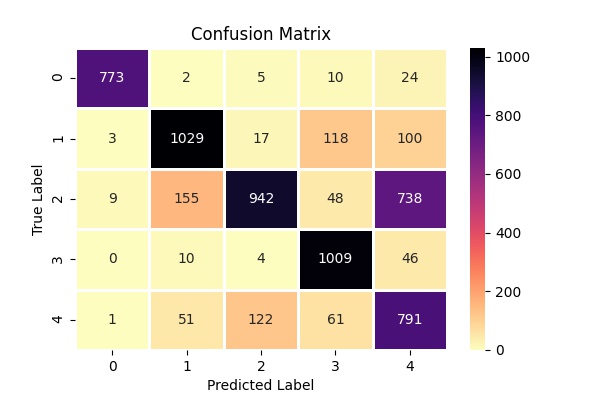 Confusion Matrix
True Label
0 773 2 5 10 24
1 3 1029 17 118 100
2 9 155 942 48 738
3 0 10 4 1009 46
4 1 51 122 61 791
0 1 2 3 4
Predicted Label
1000
800
600
400
200
0